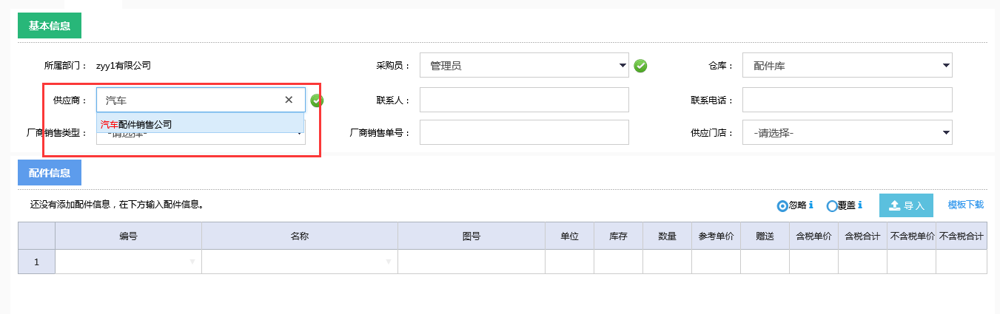 基本信息
所属部门： zyy1有限公司 采购员： 管理员 仓库： 配件库
供应商： 汽车 ✕ 联系人： 联系电话：
汽车配件销售公司
厂商销售类型： -请选择- 厂商销售单号： 供应门店： -请选择-
配件信息
还没有添加配件信息，在下方输入配件信息。 忽略 i 覆盖 i 导入 模板下载
编号 名称 图号 单位 库存 数量 参考单价 赠送 含税单价 含税合计 不含税单价 不含税合计
1